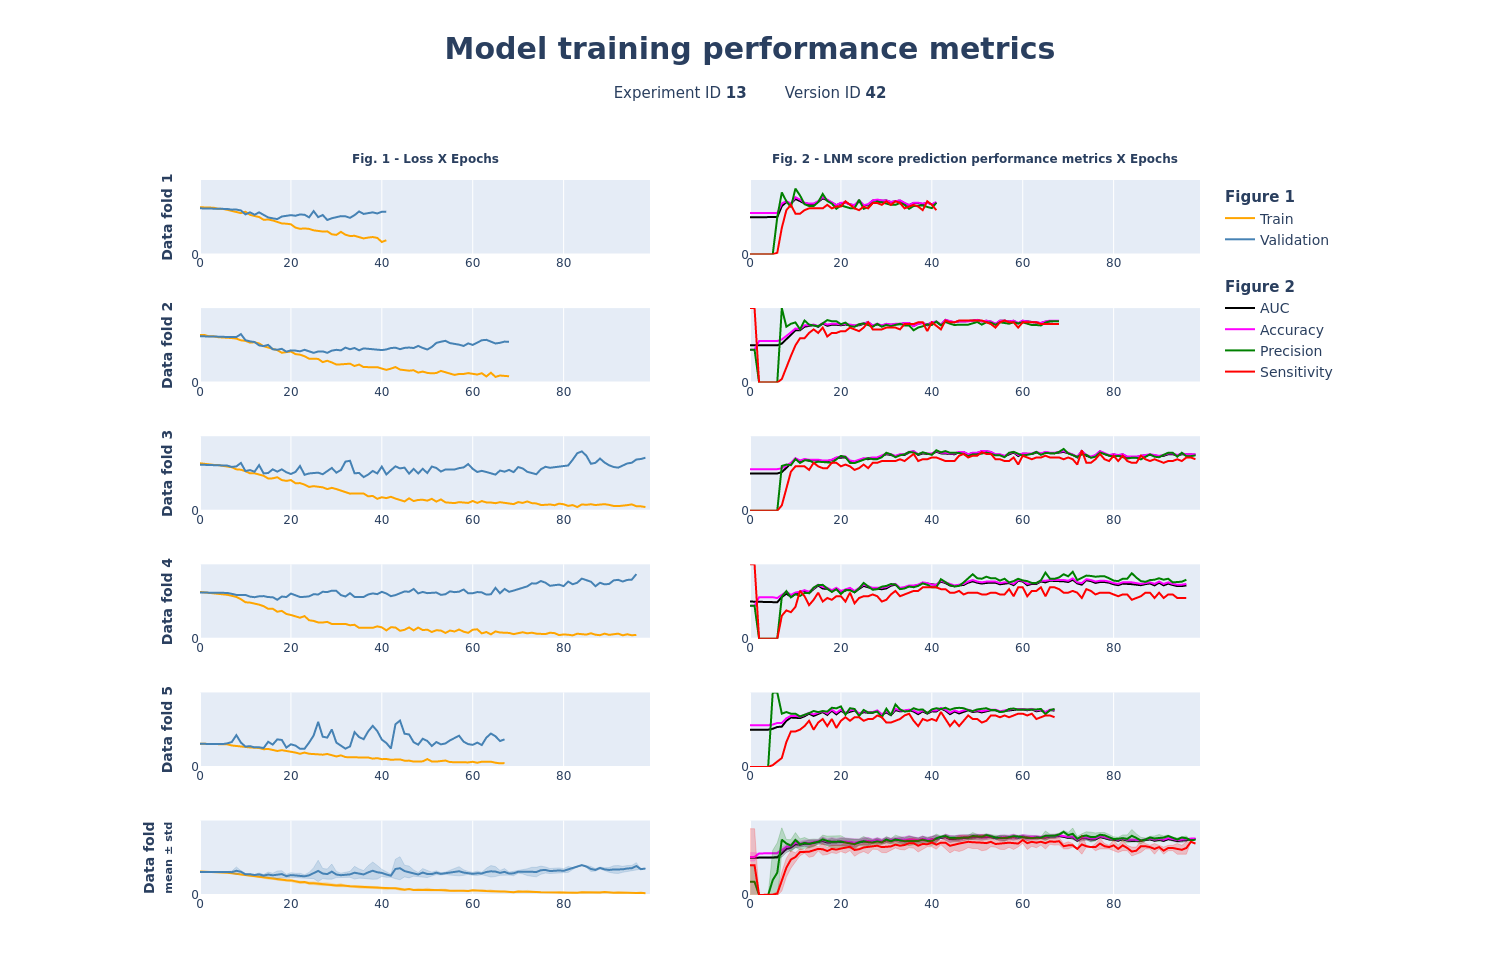 Model training performance metrics
Experiment ID 13 Version ID 42
Fig. 1 - Loss X Epochs
Fig. 2 - LNM score prediction performance metrics X Epochs
Data fold 1
0
0 20 40 60 80
0
0 20 40 60 80
Figure 1
Train
Validation
Figure 2
AUC
Accuracy
Precision
Sensitivity
Data fold 2
0
0 20 40 60 80
0
0 20 40 60 80
Data fold 3
0
0 20 40 60 80
0
0 20 40 60 80
Data fold 4
0
0 20 40 60 80
0
0 20 40 60 80
Data fold 5
0
0 20 40 60 80
0
0 20 40 60 80
Data fold
mean ± std
0
0 20 40 60 80
0
0 20 40 60 80